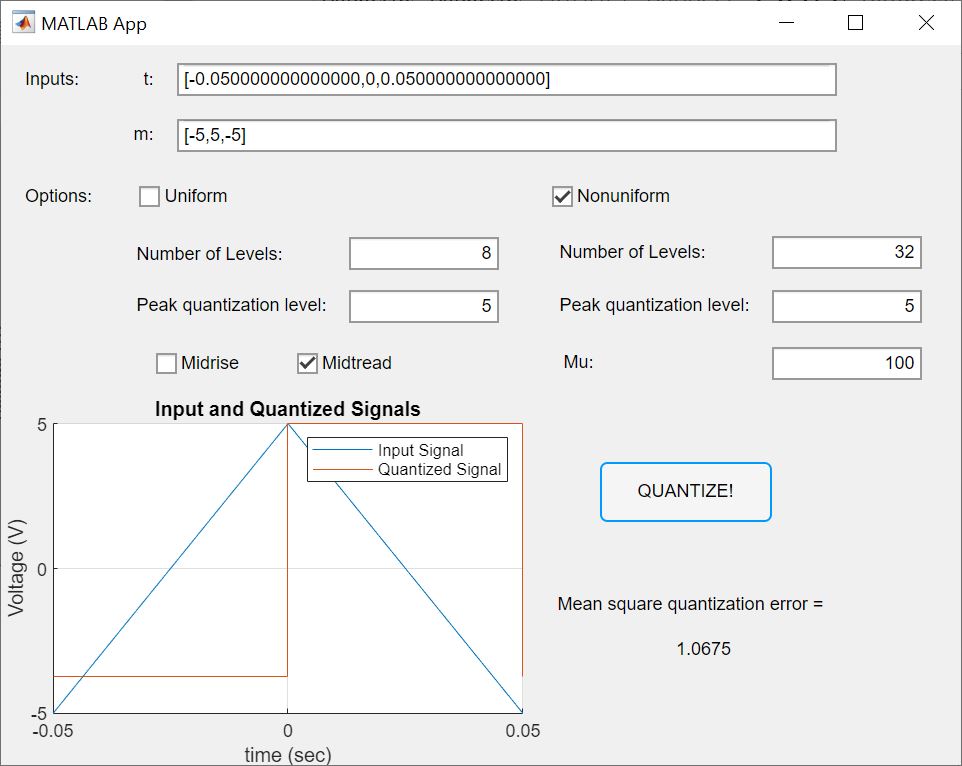 MATLAB App
Inputs: t: [-0.050000000000000,0,0.050000000000000]
m: [-5,5,-5]
Options: Uniform Nonuniform
Number of Levels: 8 Number of Levels: 32
Peak quantization level: 5 Peak quantization level: 5
Midrise Midtread Mu: 100
Input and Quantized Signals
5
Input Signal
Quantized Signal
QUANTIZE!
Voltage (V)
0
Mean square quantization error =
1.0675
-5
-0.05 0 0.05
time (sec)